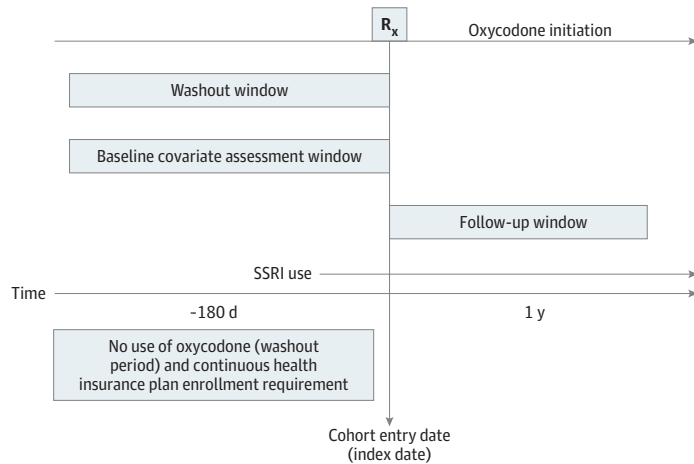 Rx
Oxycodone initiation
Washout window
Baseline covariate assessment window
Follow-up window
SSRI use
Time
-180 d
1 y
No use of oxycodone (washout
period) and continuous health
insurance plan enrollment requirement
Cohort entry date
(index date)